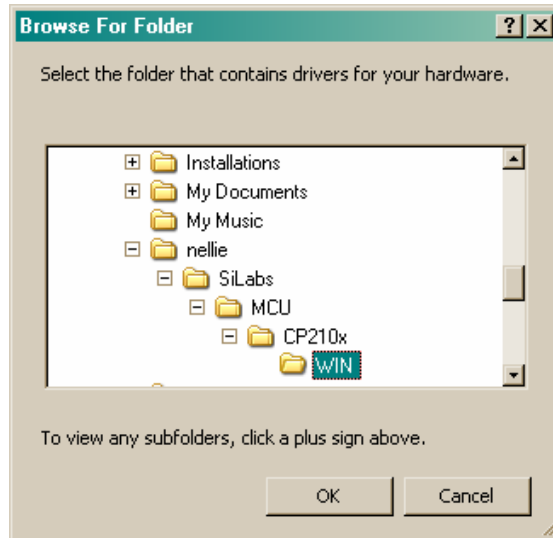 Browse For Folder
Select the folder that contains drivers for your hardware.
Installations
My Documents
My Music
nellie
SiLabs
MCU
CP210x
WIN
To view any subfolders, click a plus sign above.
OK Cancel